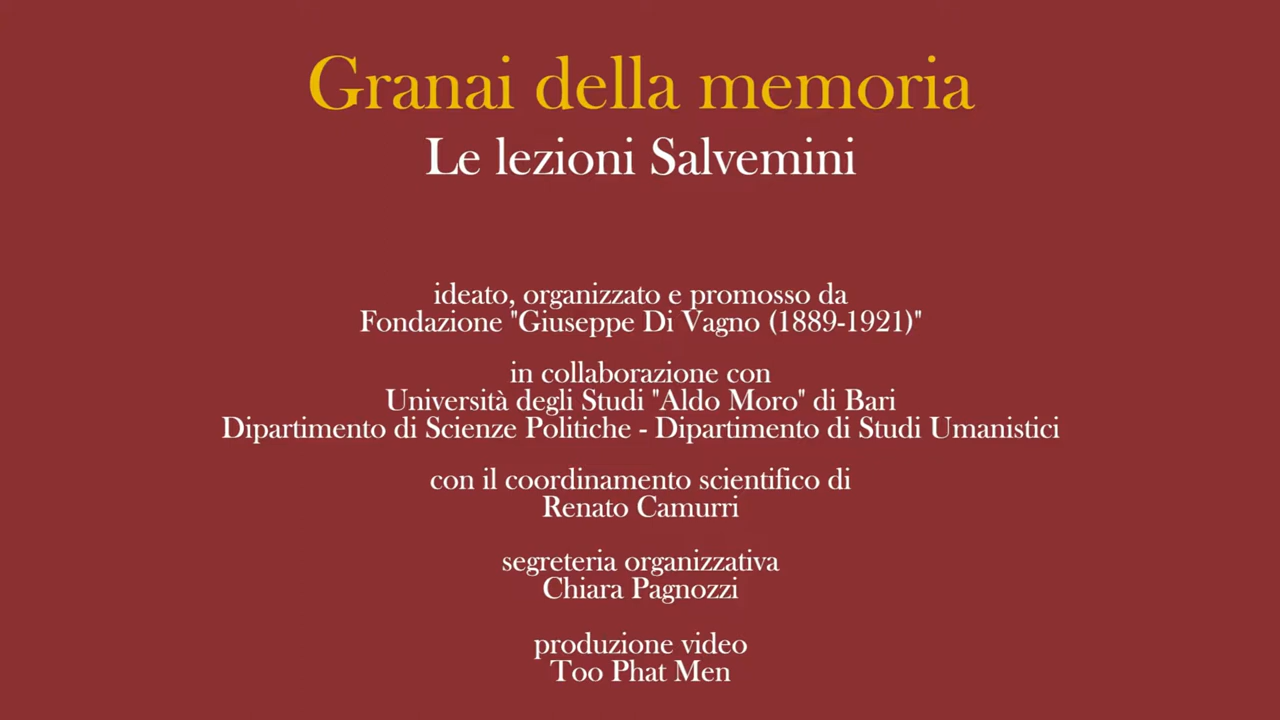 Granai della memoria
Le lezioni Salvemini
ideato, organizzato e promosso da
Fondazione "Giuseppe Di Vagno (1889-1921)"
in collaborazione con
Università degli Studi "Aldo Moro" di Bari
Dipartimento di Scienze Politiche - Dipartimento di Studi Umanistici
con il coordinamento scientifico di
Renato Camurri
segreteria organizzativa
Chiara Pagnozzi
produzione video
Too Phat Men